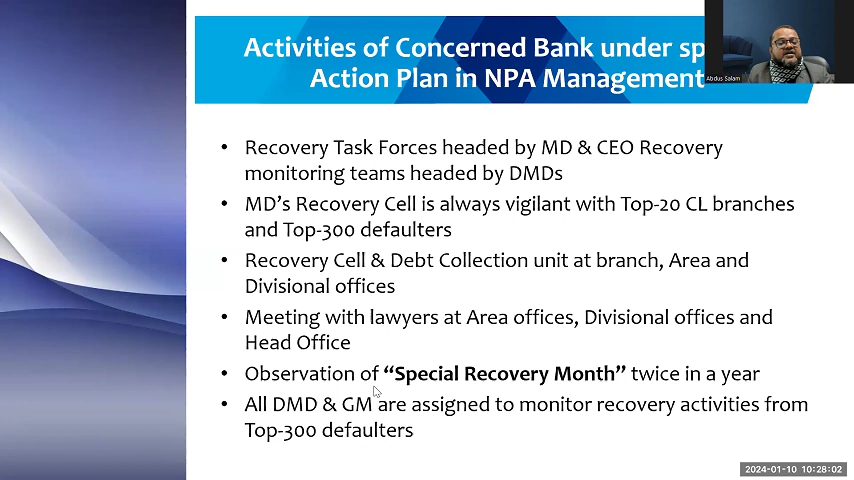 Activities of Concerned Bank under sp
Action Plan in NPA Management
Abdus Salam
• Recovery Task Forces headed by MD & CEO Recovery
monitoring teams headed by DMDs
• MD’s Recovery Cell is always vigilant with Top-20 CL branches
and Top-300 defaulters
• Recovery Cell & Debt Collection unit at branch, Area and
Divisional offices
• Meeting with lawyers at Area offices, Divisional offices and
Head Office
• Observation of “Special Recovery Month” twice in a year
• All DMD & GM are assigned to monitor recovery activities from
Top-300 defaulters
2024-01-10 10:28:02